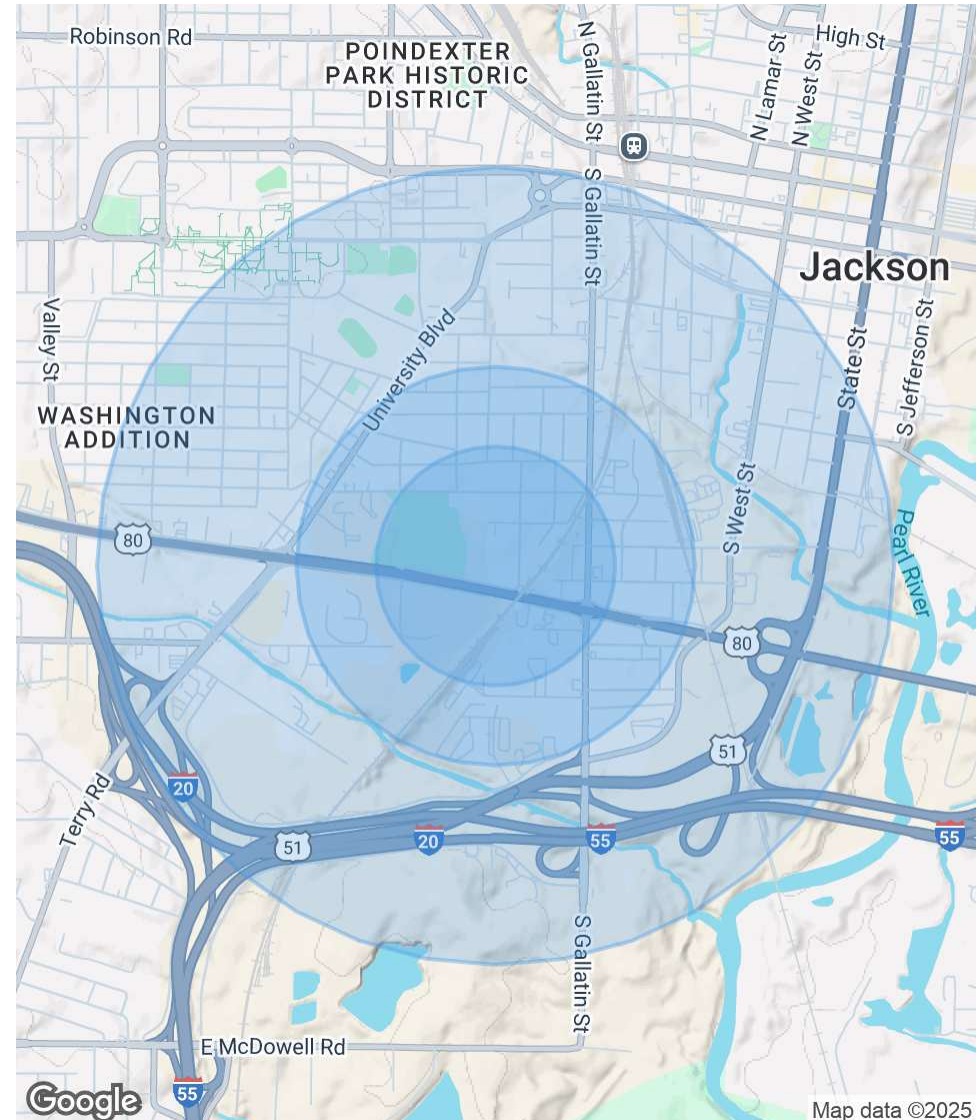 Robinson Rd
POINDEXTER
PARK HISTORIC
DISTRICT
N Gallatin St
High St
N Lamar St
N West St
S Gallatin St
Jackson
Valley St
University Blvd
State St
S Jefferson St
WASHINGTON
ADDITION
80
S West St
Pearl River
80
51
Terry Rd
20
51
20
55
55
S Gallatin St
E McDowell Rd
55
Google
Map data ©2025